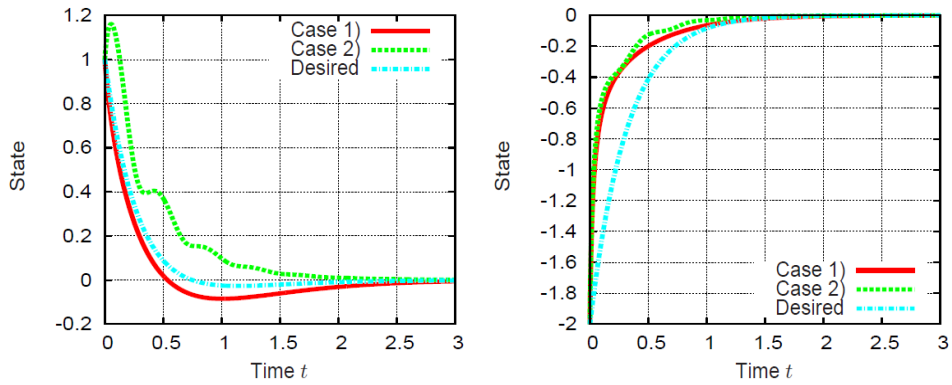 1.2
1
0.8
0.6
0.4
0.2
0
-0.2
State
0 0.5 1 1.5 2 2.5 3
Time t
Case 1)
Case 2)
Desired
0
-0.2
-0.4
-0.6
-0.8
-1
-1.2
-1.4
-1.6
-1.8
-2
State
0 0.5 1 1.5 2 2.5 3
Time t
Case 1)
Case 2)
Desired